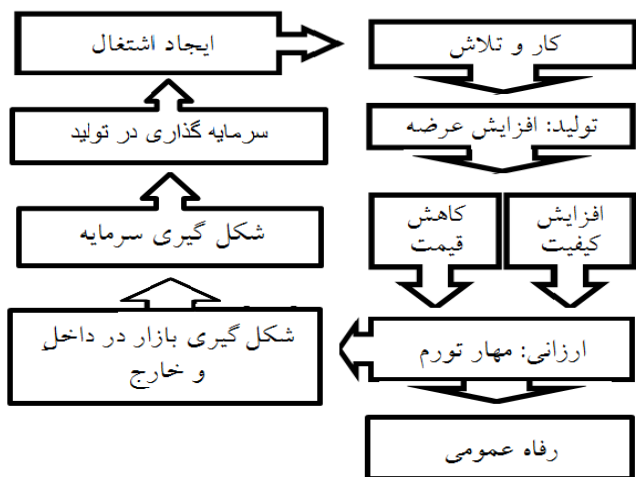 کار و تلاش
تولید: افزایش عرضه
افزایش
کیفیت
کاهش
قیمت
ارزانی: مهار تورم
رفاه عمومی
شکل گیری بازار در داخل
و خارج
شکل گیری سرمایه
سرمایه گذاری در تولید
ایجاد اشتغال